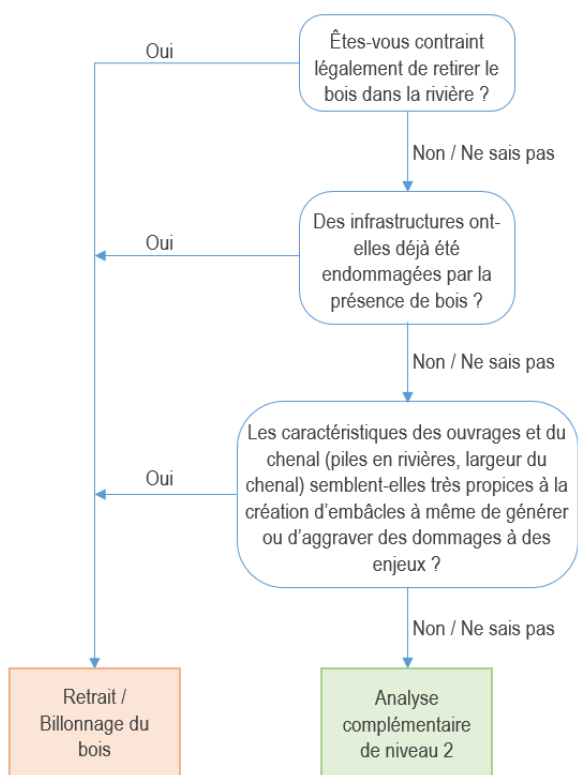 Êtes-vous contraint
légalement de retirer le
bois dans la rivière ?
Oui
Non / Ne sais pas
Des infrastructures ont-
elles déjà été
endommagées par la
présence de bois ?
Oui
Non / Ne sais pas
Les caractéristiques des ouvrages et du
chenal (piles en rivières, largeur du
chenal) semblent-elles très propices à la
création d'embâcles à même de générer
ou d'aggraver des dommages à des
enjeux ?
Oui
Non / Ne sais pas
Retrait /
Billonnage du
bois
Analyse
complémentaire
de niveau 2